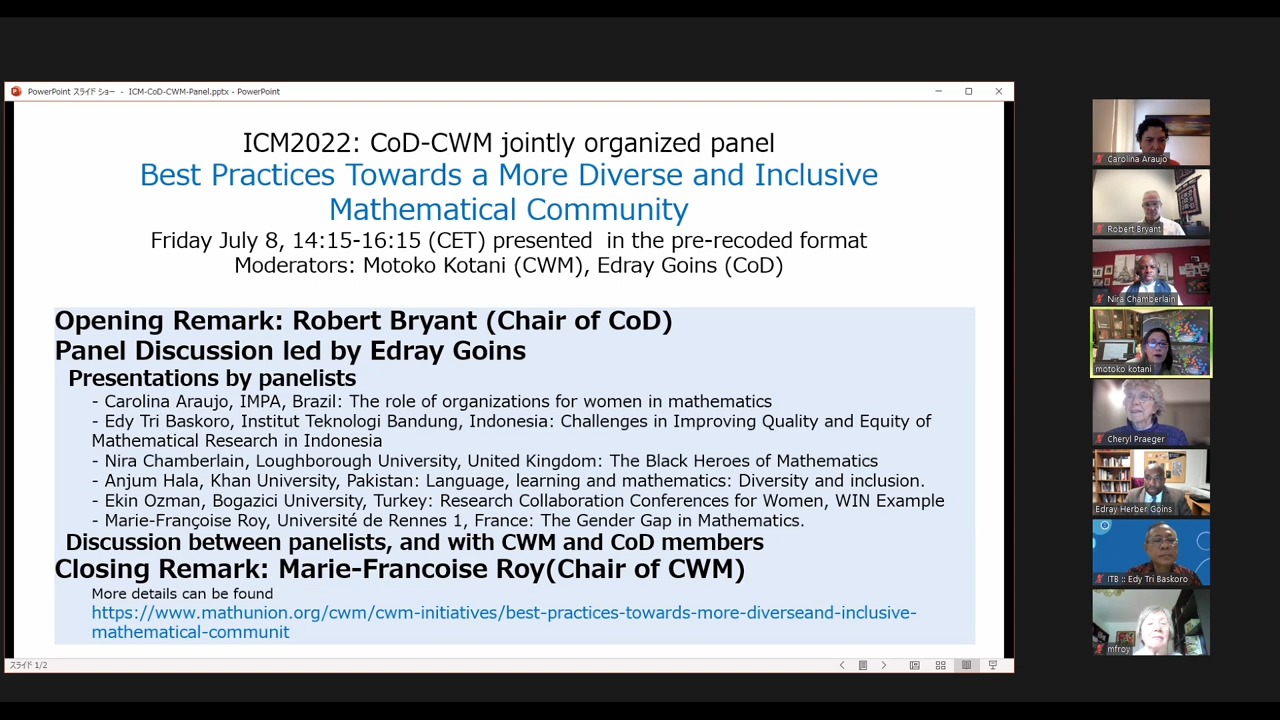 PowerPoint スライド ショー - ICM-CoD-CWM-Panel.pptx - PowerPoint
ICM2022: CoD-CWM jointly organized panel
Best Practices Towards a More Diverse and Inclusive
Mathematical Community
Friday July 8, 14:15-16:15 (CET) presented in the pre-recoded format
Moderators: Motoko Kotani (CWM), Edray Goins (CoD)
Opening Remark: Robert Bryant (Chair of CoD)
Panel Discussion led by Edray Goins
Presentations by panelists
- Carolina Araujo, IMPA, Brazil: The role of organizations for women in mathematics
- Edy Tri Baskoro, Institut Teknologi Bandung, Indonesia: Challenges in Improving Quality and Equity of
Mathematical Research in Indonesia
- Nira Chamberlain, Loughborough University, United Kingdom: The Black Heroes of Mathematics
- Anjum Hala, Khan University, Pakistan: Language, learning and mathematics: Diversity and inclusion.
- Ekin Ozman, Bogazici University, Turkey: Research Collaboration Conferences for Women, WIN Example
- Marie-Françoise Roy, Université de Rennes 1, France: The Gender Gap in Mathematics.
Discussion between panelists, and with CWM and CoD members
Closing Remark: Marie-Francoise Roy(Chair of CWM)
More details can be found
https://www.mathunion.org/cwm/cwm-initiatives/best-practices-towards-more-diverseand-inclusive-
mathematical-communit
スライド 1/2
Carolina Araujo
Robert Bryant
Nira Chamberlain
motoko kotani
Cheryl Praeger
Edray Herber Goins
ITB :: Edy Tri Baskoro
mfroy